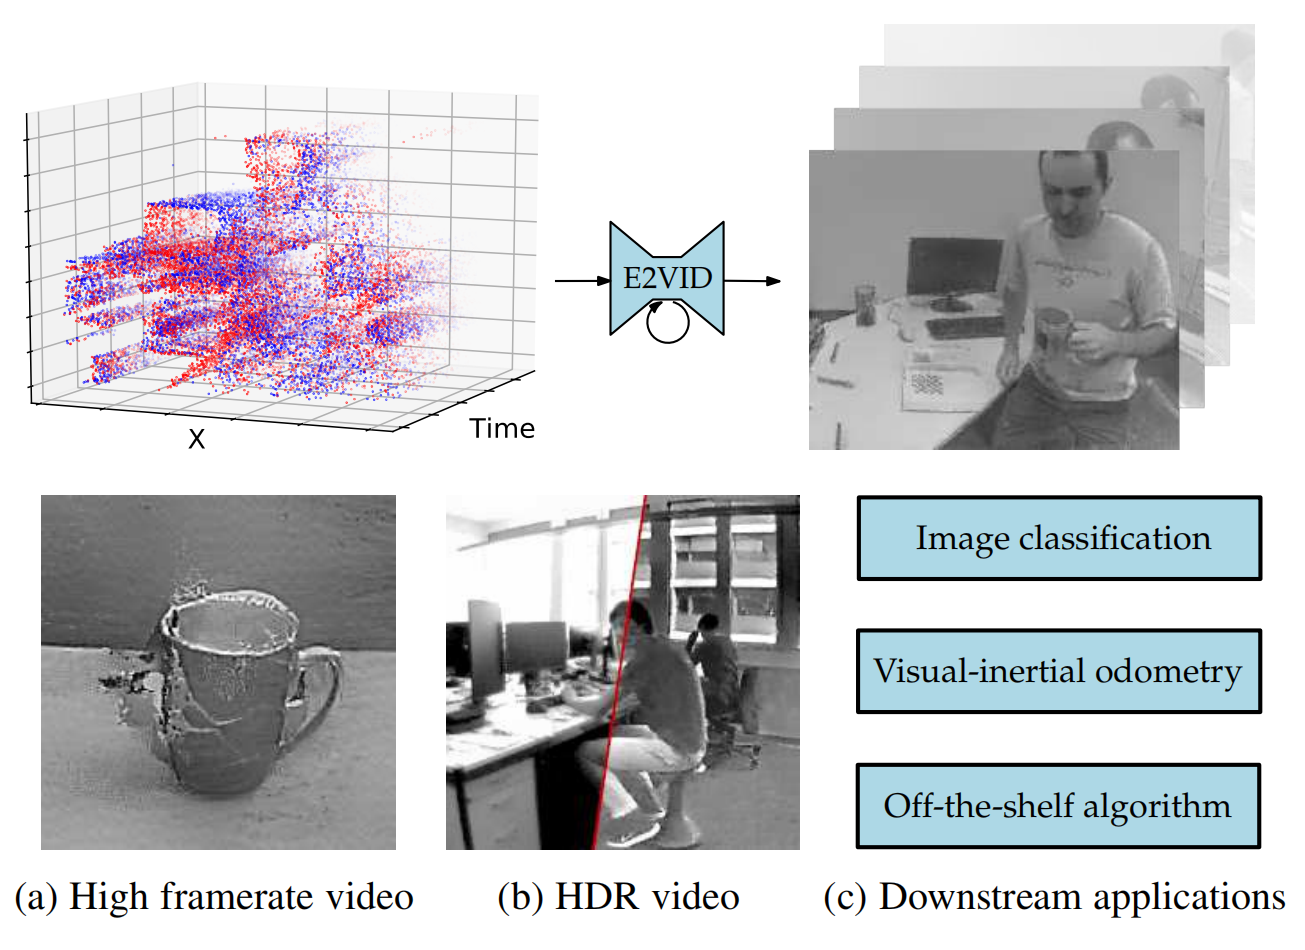 X
Time
E2VID
Image classification
Visual-inertial odometry
Off-the-shelf algorithm
(a) High framerate video
(b) HDR video
(c) Downstream applications